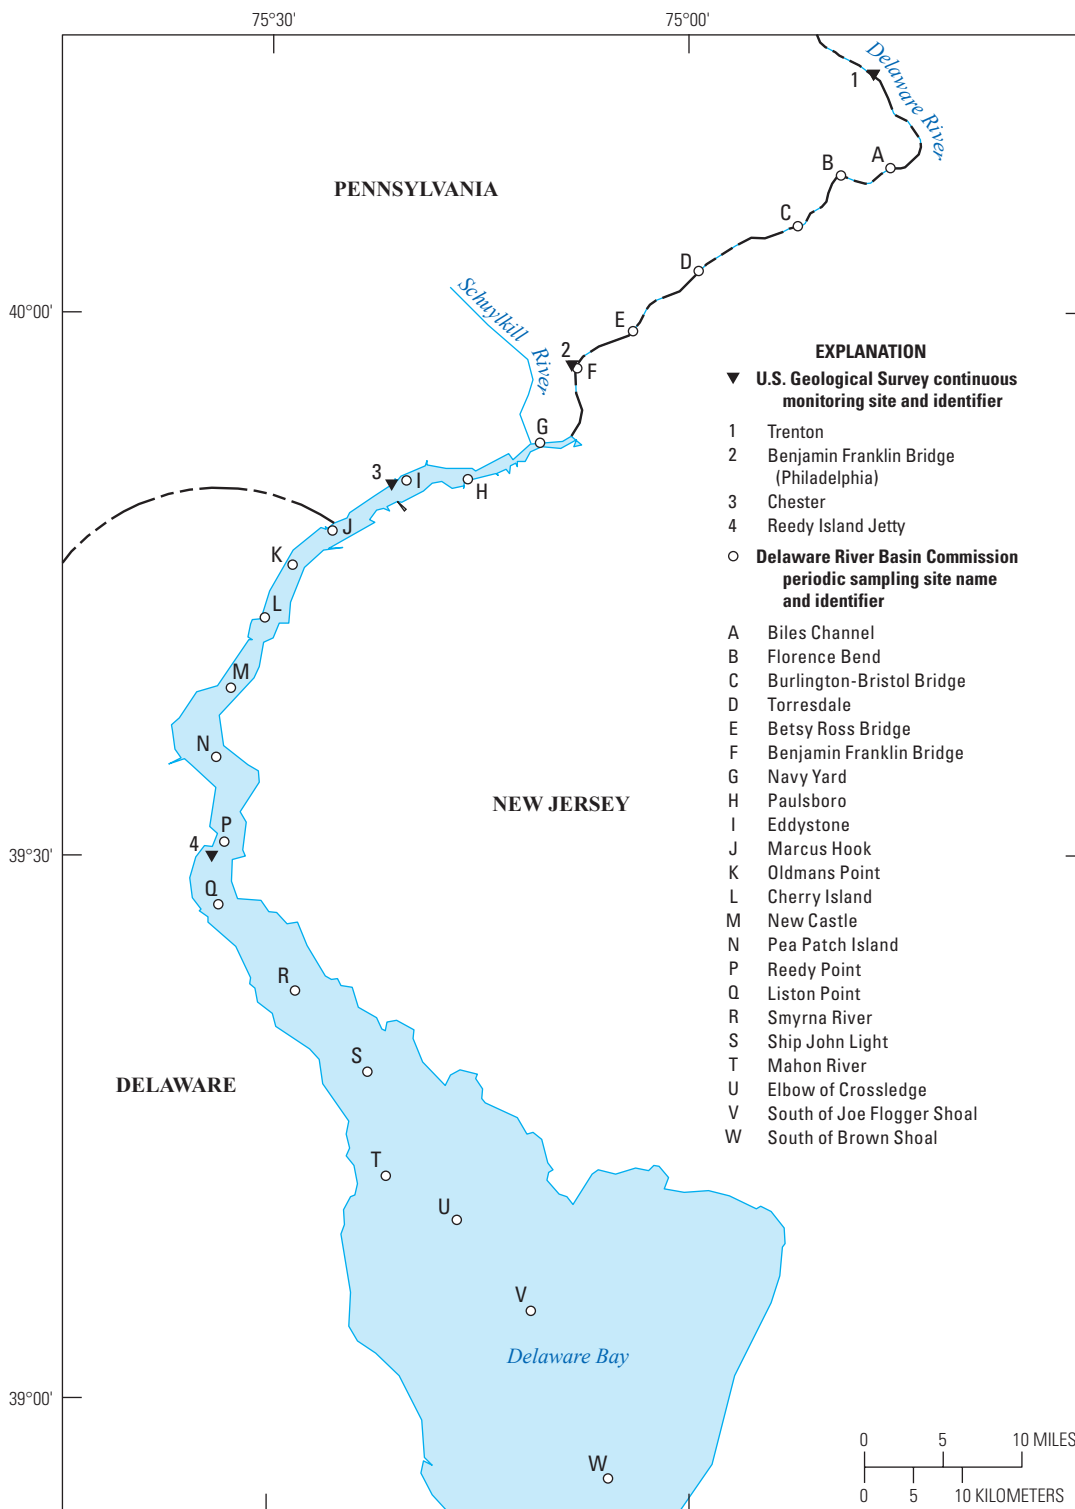 75°30'
75°00'
Delaware River
1
A
B
C
PENNSYLVANIA
D
Schuylkill River
40°00'
E
2
F
G
3
I
H
J
K
L
M
N
NEW JERSEY
P
4
39°30'
Q
R
S
DELAWARE
T
U
V
Delaware Bay
39°00'
W
EXPLANATION
U.S. Geological Survey continuous
monitoring site and identifier
1 Trenton
2 Benjamin Franklin Bridge
(Philadelphia)
3 Chester
4 Reedy Island Jetty
Delaware River Basin Commission
periodic sampling site name
and identifier
A Biles Channel
B Florence Bend
C Burlington-Bristol Bridge
D Torresdale
E Betsy Ross Bridge
F Benjamin Franklin Bridge
G Navy Yard
H Paulsboro
I Eddystone
J Marcus Hook
K Oldmans Point
L Cherry Island
M New Castle
N Pea Patch Island
P Reedy Point
Q Liston Point
R Smyrna River
S Ship John Light
T Mahon River
U Elbow of Crossledge
V South of Joe Flogger Shoal
W South of Brown Shoal
0 5 10 MILES
0 5 10 KILOMETERS